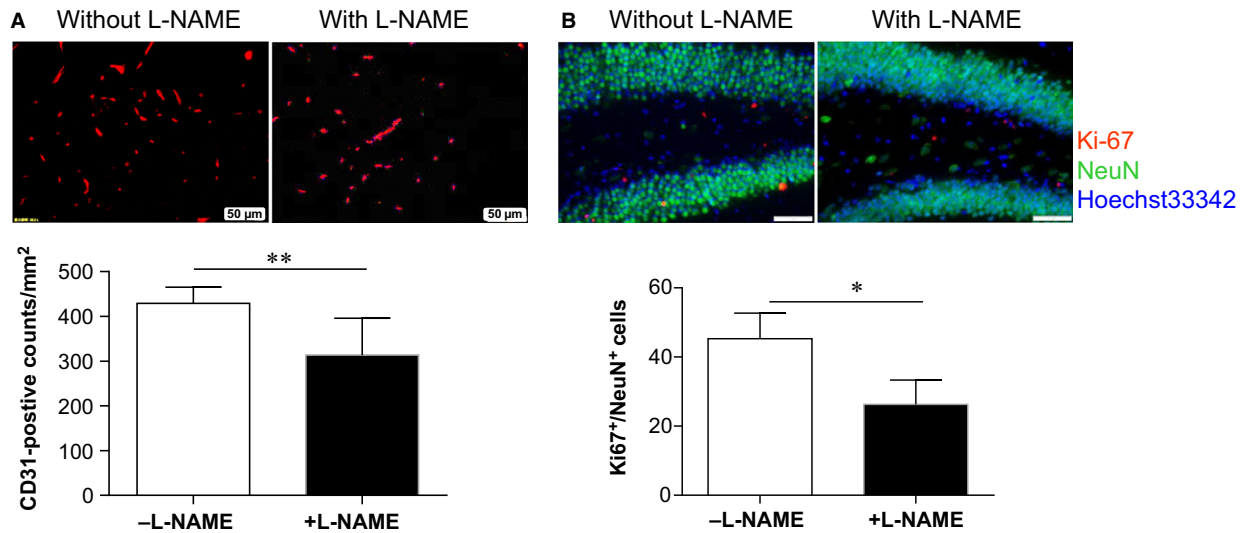 A Without L-NAME With L-NAME
50 µm 50 µm
CD31-postive counts/mm²
500
400
300
200
100
0
**
–L-NAME +L-NAME
B Without L-NAME With L-NAME
Ki-67
NeuN
Hoechst33342
Ki67⁺/NeuN⁺ cells
60
40
20
0
*
–L-NAME +L-NAME